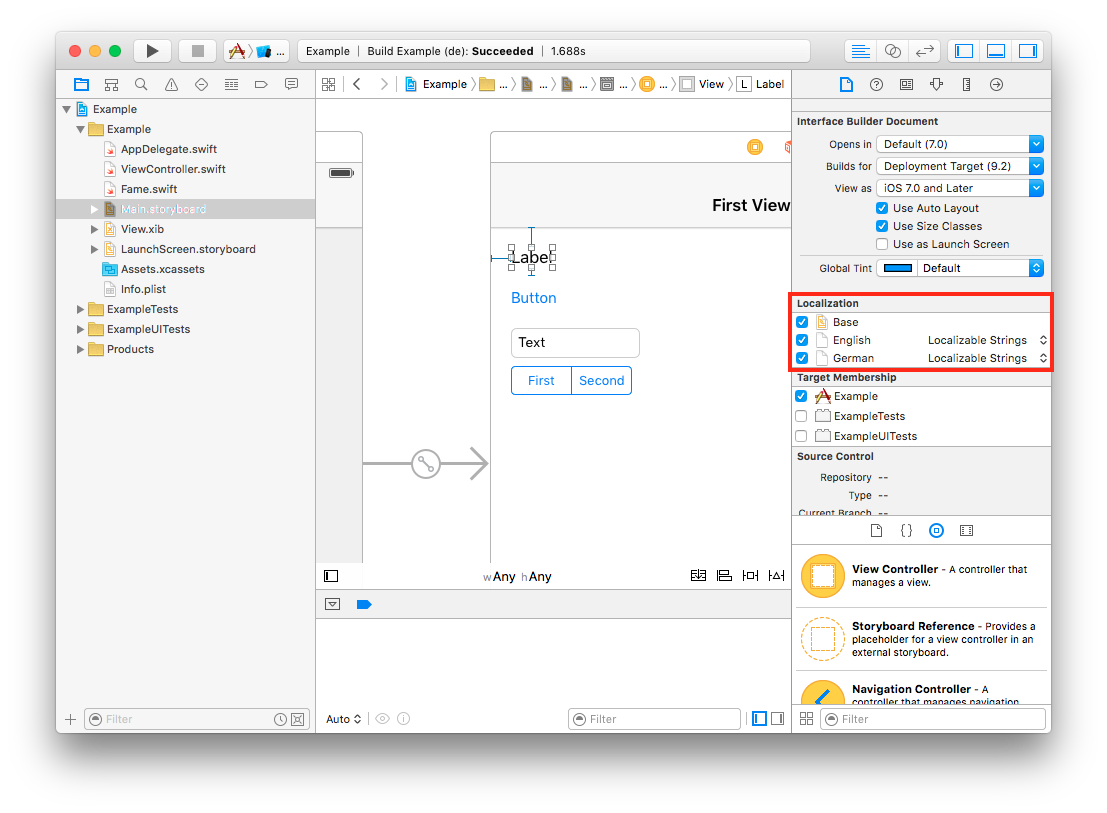 Example | Build Example (de): Succeeded | 1.688s
...
Example ... ... ... ... ... View L Label
Example
Example
AppDelegate.swift
ViewController.swift
Fame.swift
Main.storyboard
View.xib
LaunchScreen.storyboard
Assets.xcassets
Info.plist
ExampleTests
ExampleUITests
Products
Filter
First View
Label
Button
Text
First Second
wAny hAny
Auto
Filter
Interface Builder Document
Opens in Default (7.0)
Builds for Deployment Target (9.2)
View as iOS 7.0 and Later
Use Auto Layout
Use Size Classes
Use as Launch Screen
Global Tint Default
Localization
Base
English Localizable Strings
German Localizable Strings
Target Membership
Example
ExampleTests
ExampleUITests
Source Control
Repository --
Type --
Current Branch --
{}
View Controller - A controller that
manages a view.
Storyboard Reference - Provides a
placeholder for a view controller in an
external storyboard.
Navigation Controller - A
controller that manages navigation
Filter